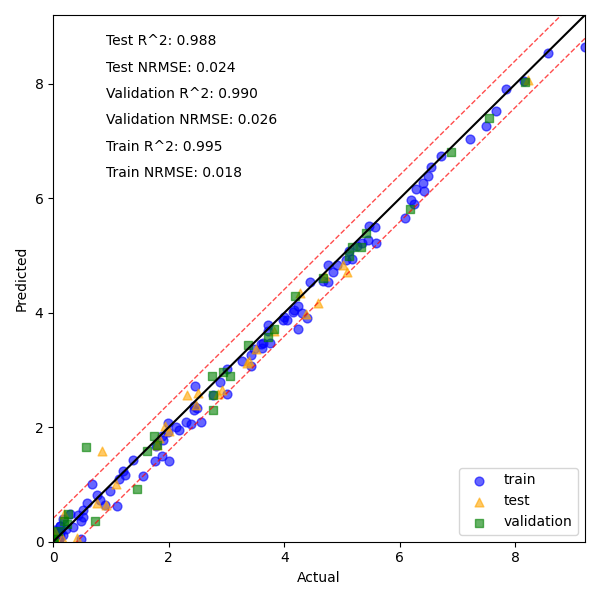 Test R^2: 0.988
Test NRMSE: 0.024
Validation R^2: 0.990
Validation NRMSE: 0.026
Train R^2: 0.995
Train NRMSE: 0.018
8
6
4
2
0
Predicted
train
test
validation
0 2 4 6 8
Actual